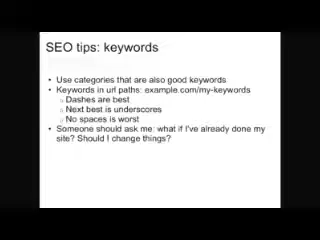 SEO tips: keywords
• Use categories that are also good keywords
• Keywords in url paths: example.com/my-keywords
o Dashes are best
o Next best is underscores
o No spaces is worst
• Someone should ask me: what if I've already done my
site? Should I change things?